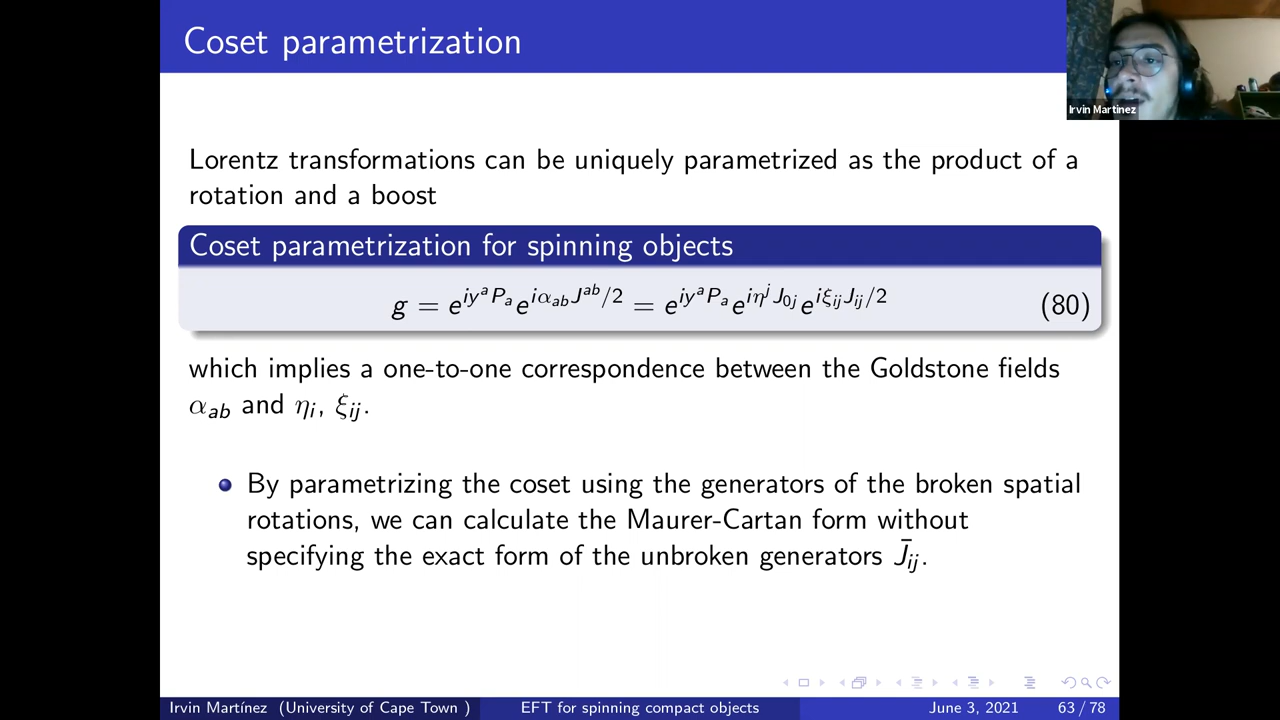 Coset parametrization
Irvin Martinez
Lorentz transformations can be uniquely parametrized as the product of a
rotation and a boost
Coset parametrization for spinning objects
g = e^{iy^a P_a} e^{iα_{ab} J^{ab}/2} = e^{iy^a P_a} e^{iη^j J_{0j}} e^{iξ_{ij} J_{ij}/2} (80)
which implies a one-to-one correspondence between the Goldstone fields
α_{ab} and η_i, ξ_{ij}.
By parametrizing the coset using the generators of the broken spatial
rotations, we can calculate the Maurer-Cartan form without
specifying the exact form of the unbroken generators J̄_{ij}.
Irvin Martínez (University of Cape Town ) EFT for spinning compact objects June 3, 2021 63 / 78